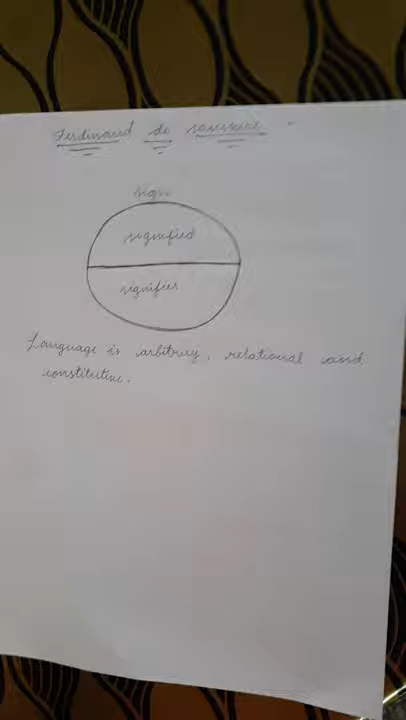 Ferdinand de saussure -
sign
signified
signifier
Language is arbitrary, relational and
constitutive.